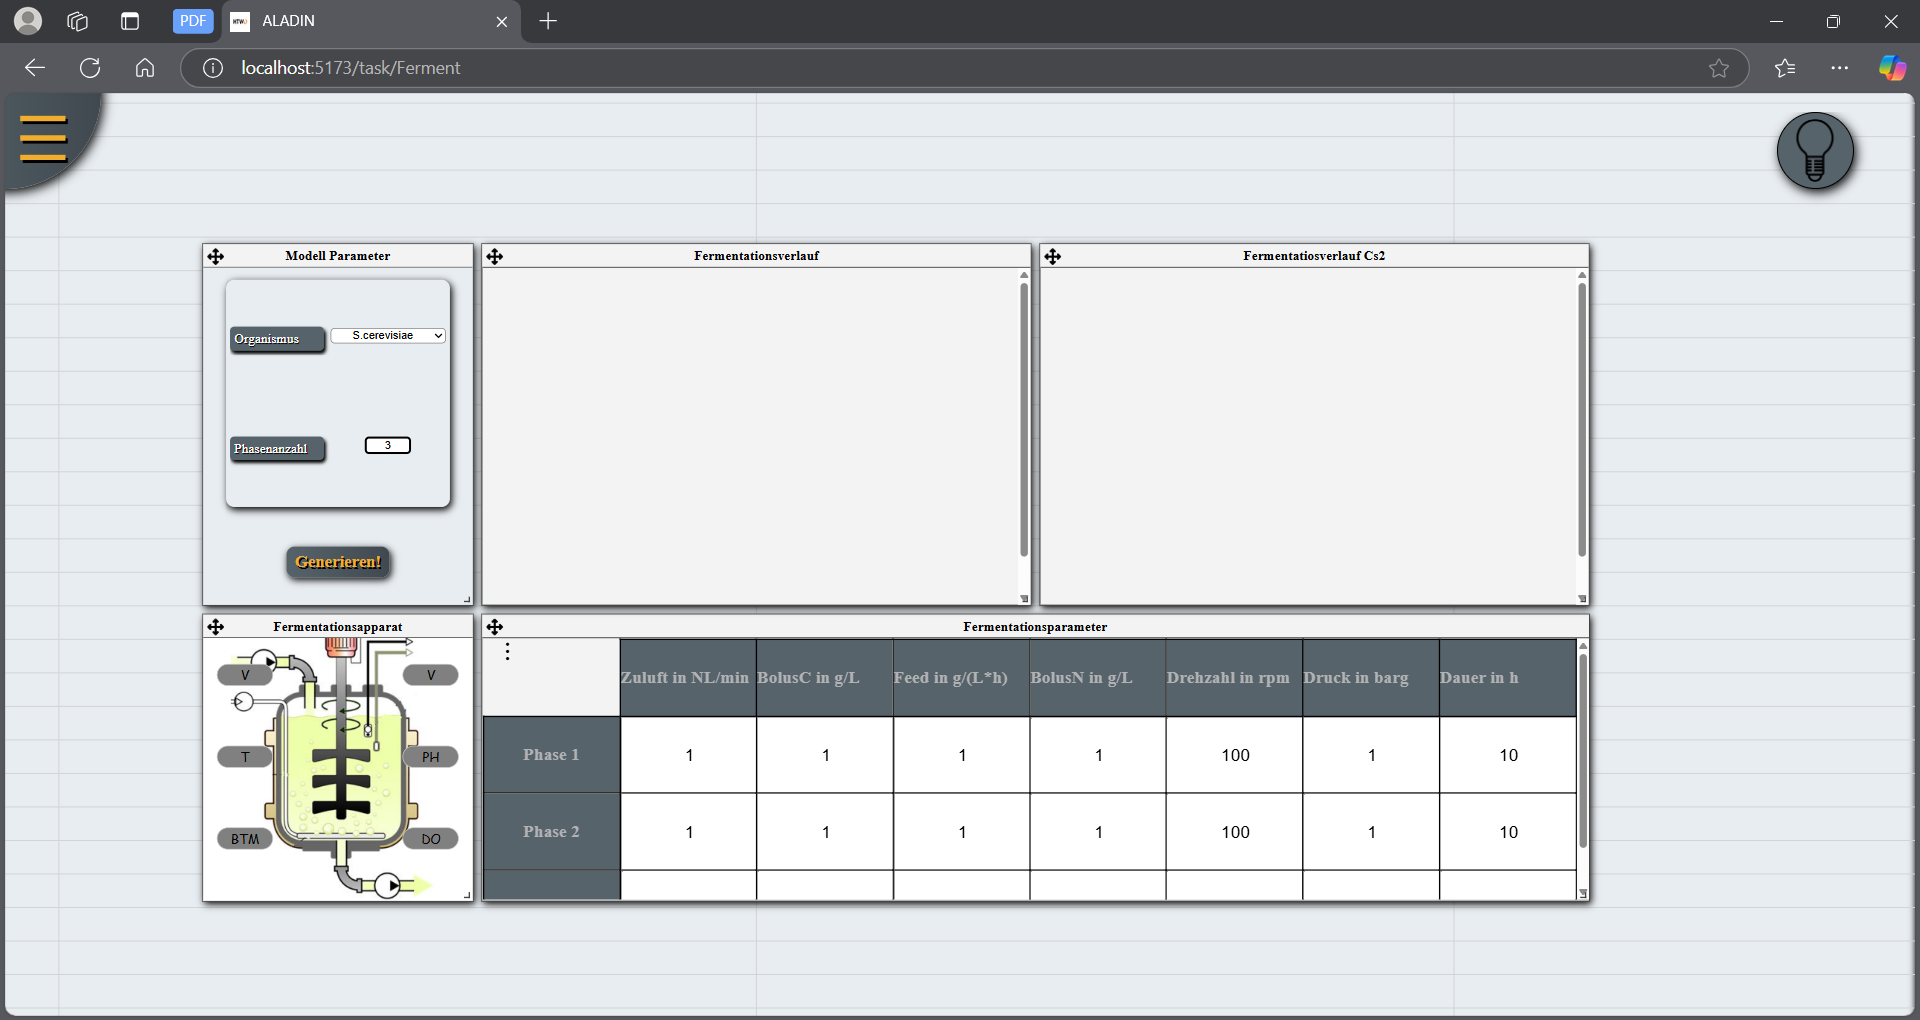 PDF
HTW
ALADIN
localhost:5173/task/Ferment
Modell Parameter
Organismus
S.cerevisiae
Phasenanzahl
3
Generieren!
Fermentationsverlauf
Fermentatiosverlauf Cs2
Fermentationsapparat
V
V
T
PH
BTM
DO
Fermentationsparameter
Zuluft in NL/min BolusC in g/L Feed in g/(L*h) BolusN in g/L Drehzahl in rpm Druck in barg Dauer in h
Phase 1 1 1 1 1 100 1 10
Phase 2 1 1 1 1 100 1 10